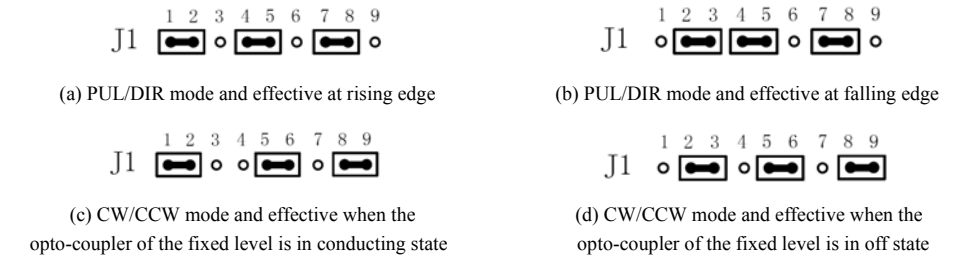 1 2 3 4 5 6 7 8 9
J1
(a) PUL/DIR mode and effective at rising edge
1 2 3 4 5 6 7 8 9
J1
(b) PUL/DIR mode and effective at falling edge
1 2 3 4 5 6 7 8 9
J1
(c) CW/CCW mode and effective when the
opto-coupler of the fixed level is in conducting state
1 2 3 4 5 6 7 8 9
J1
(d) CW/CCW mode and effective when the
opto-coupler of the fixed level is in off state